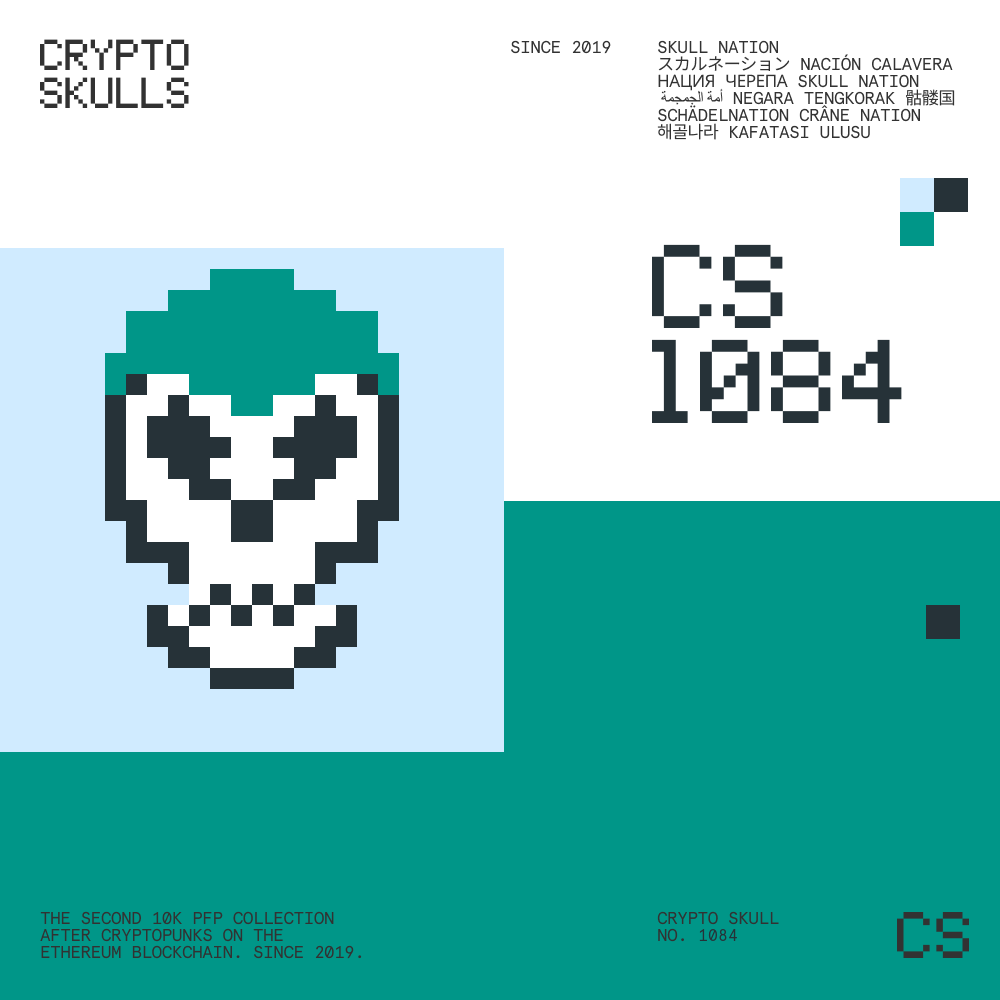 CRYPTO
SKULLS
SINCE 2019
SKULL NATION
スカルネーション NACIÓN CALAVERA
НАЦИЯ ЧЕРЕПА SKULL NATION
أمة الجمجمة NEGARA TENGKORAK 骷髅国
SCHÄDELNATION CRÂNE NATION
해골나라 KAFATASI ULUSU
CS
1084
THE SECOND 10K PFP COLLECTION
AFTER CRYPTOPUNKS ON THE
ETHEREUM BLOCKCHAIN. SINCE 2019.
CRYPTO SKULL
NO. 1084
CS